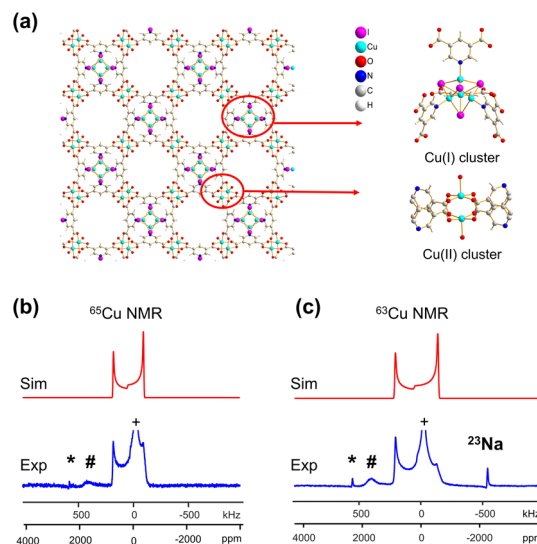 (a)
I
Cu
O
N
C
H
Cu(I) cluster
Cu(II) cluster
(b)
⁶⁵Cu NMR
Sim
+
* #
Exp
500 0 -500 kHz
4000 2000 0 -2000 ppm
(c)
⁶³Cu NMR
Sim
+
²³Na
* #
Exp
500 0 -500 kHz
4000 2000 0 -2000 ppm